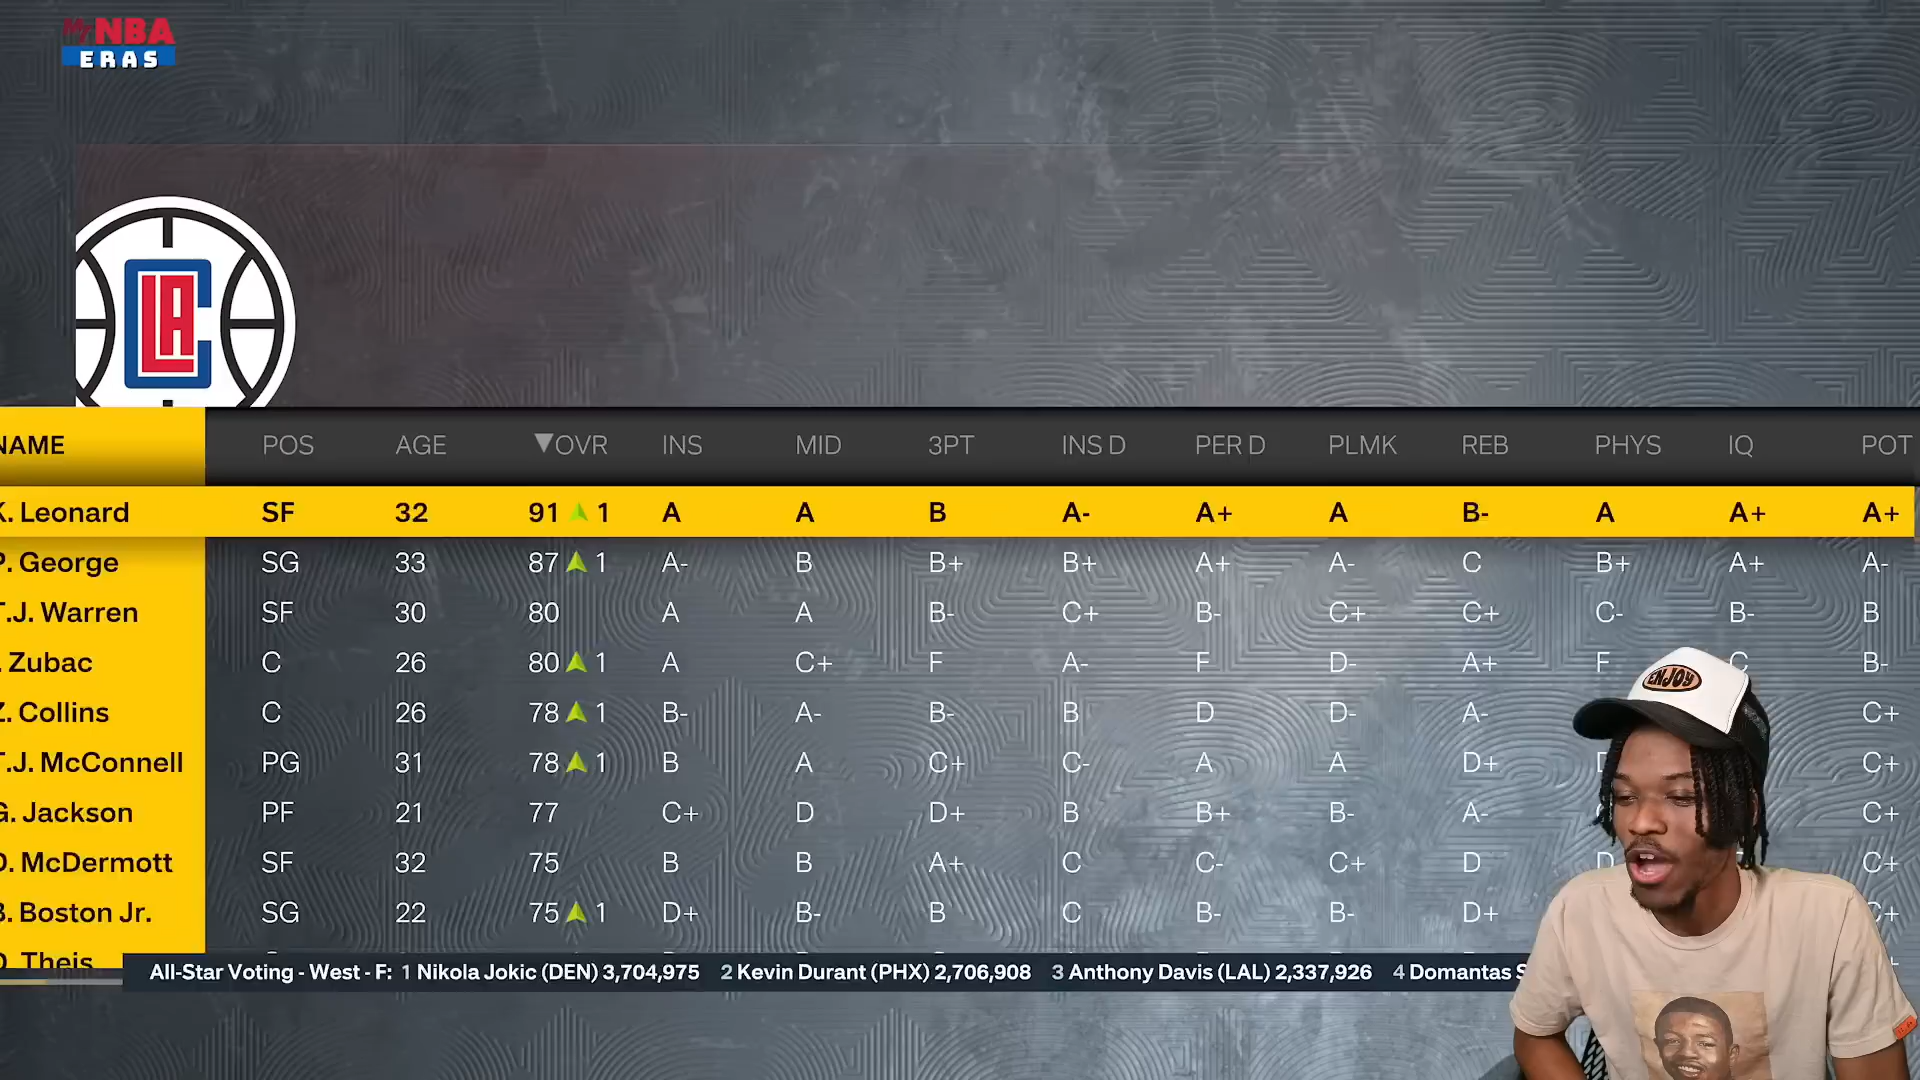 My NBA
ERAS
LAC
NAME POS AGE ▼OVR INS MID 3PT INS D PER D PLMK REB PHYS IQ POT
K. Leonard SF 32 91 ▲ 1 A A B A- A+ A B- A A+ A+
P. George SG 33 87 ▲ 1 A- B B+ B+ A+ A- C B+ A+ A-
T.J. Warren SF 30 80 A A B- C+ B- C+ C+ C- B- B
. Zubac C 26 80 ▲ 1 A C+ F A- F D- A+ F C B-
Z. Collins C 26 78 ▲ 1 B- A- B- B D D- A- C+
T.J. McConnell PG 31 78 ▲ 1 B A C+ C- A A D+ C+
G. Jackson PF 21 77 C+ D D+ B B+ B- A- C+
D. McDermott SF 32 75 B B A+ C C- C+ D D C+
B. Boston Jr. SG 22 75 ▲ 1 D+ B- B C B- B- D+ C+
D. Theis
All-Star Voting - West - F: 1 Nikola Jokic (DEN) 3,704,975 2 Kevin Durant (PHX) 2,706,908 3 Anthony Davis (LAL) 2,337,926 4 Domantas S
ENJOY